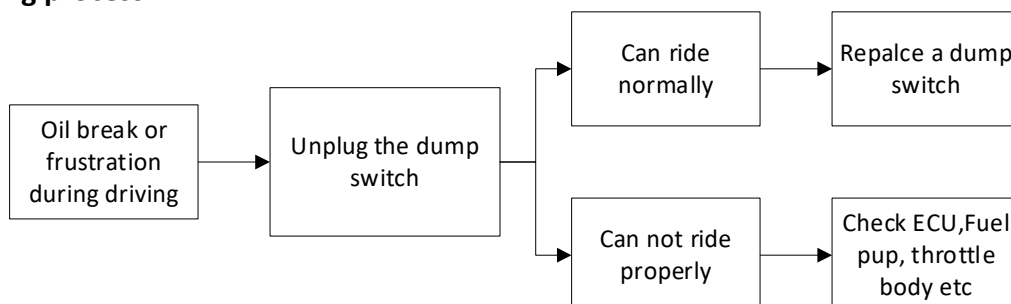 Can ride
normally
Repalce a dump
switch
Oil break or
frustration
during driving
Unplug the dump
switch
Can not ride
properly
Check ECU,Fuel
pup, throttle
body etc